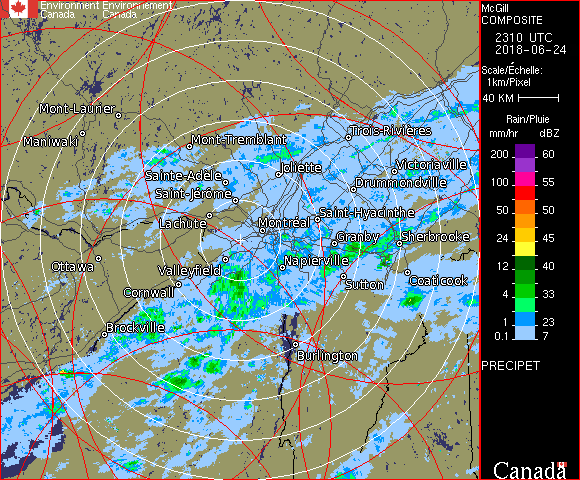 Environment Environnement
Canada Canada
McGill
COMPOSITE
2310 UTC
2018-06-24
Scale/Échelle:
1km/Pixel
40 KM
Rain/Pluie
mm/hr dBZ
200 60
100 55
50 50
24 45
12 40
4 33
1 23
0.1 7
PRECIPET
Canada
Mont-Laurier
Maniwaki
Mont-Tremblant
Trois-Rivières
Sainte-Adèle
Joliette
Victoriaville
Saint-Jérôme
Drummondville
Lachute
Montréal
Saint-Hyacinthe
Granby
Sherbrooke
Ottawa
Valleyfield
Napierville
Cornwall
Sutton
Coaticook
Brockville
Burlington